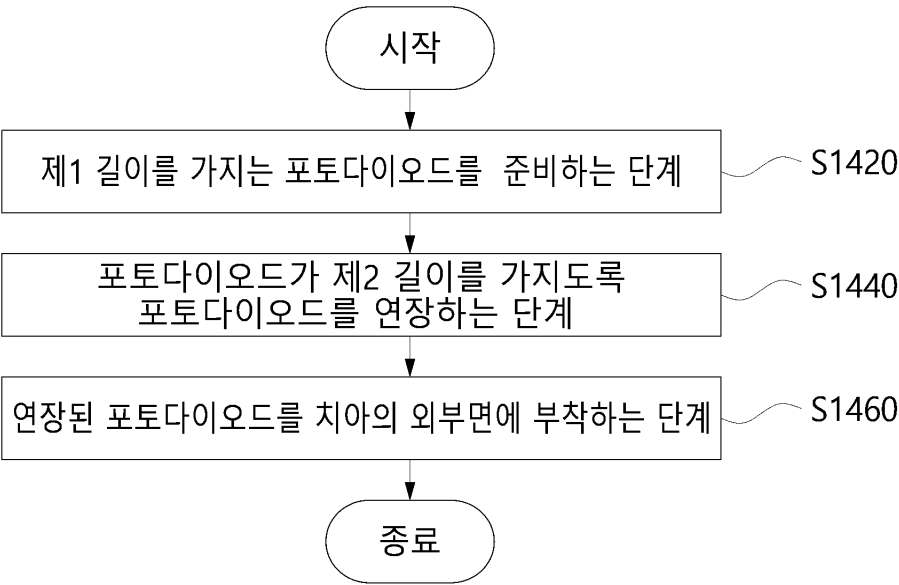 시작
제1 길이를 가지는 포토다이오드를 준비하는 단계
S1420
포토다이오드가 제2 길이를 가지도록
포토다이오드를 연장하는 단계
S1440
연장된 포토다이오드를 치아의 외부면에 부착하는 단계
S1460
종료